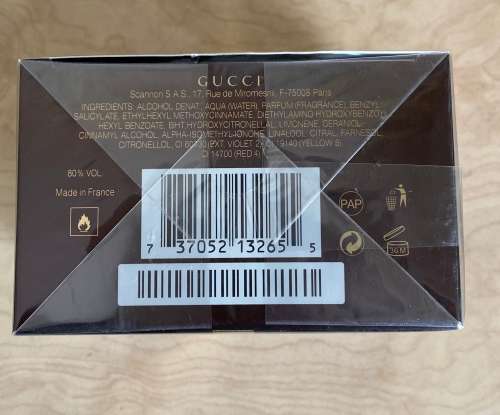 GUCCI
Scannon S A S , 17, Rue de Miromesnil, F-75008 Paris
INGREDIENTS: ALCOHOL DENAT, AQUA (WATER), PARFUM (FRAGRANCE), BENZYL
SALICYLATE, ETHYLHEXYL METHOXYCINNAMATE, DIETHYLAMINO HYDROXYBENZOYL
HEXYL BENZOATE, BHT, HYDROXYCITRONELLAL, LIMONENE, GERANIOL,
CINNAMYL ALCOHOL, ALPHA-ISOMETHYL IONONE, LINALOOL, CITRAL, FARNESOL,
CITRONELLOL, CI 60730 (EXT. VIOLET 2), CI 19140 (YELLOW 5),
CI 14700 (RED 4)
80% VOL
Made in France
PAP
36M
7 37052 13265 5